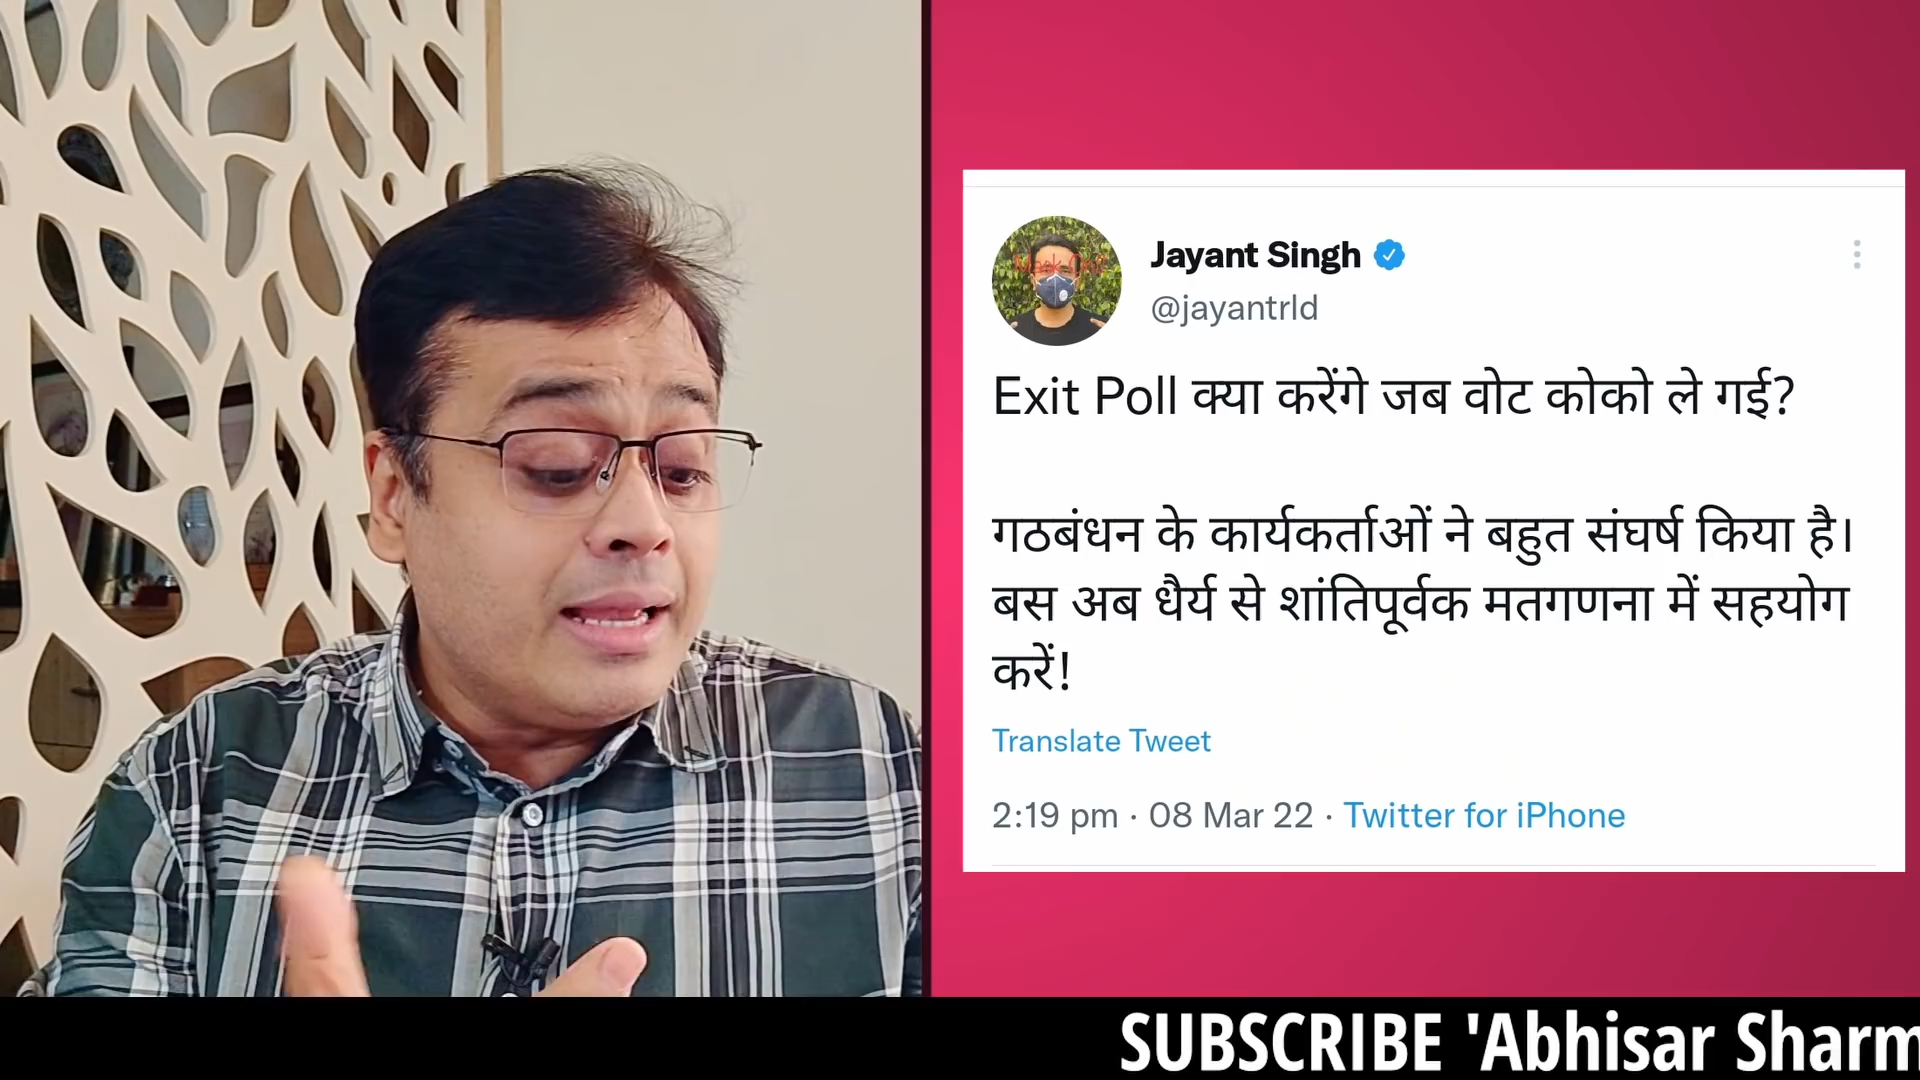 Jayant Singh
@jayantrld
Exit Poll क्या करेंगे जब वोट कोको ले गई?
गठबंधन के कार्यकर्ताओं ने बहुत संघर्ष किया है।
बस अब धैर्य से शांतिपूर्वक मतगणना में सहयोग
करें!
Translate Tweet
2:19 pm · 08 Mar 22 · Twitter for iPhone
SUBSCRIBE 'Abhisar Sharm